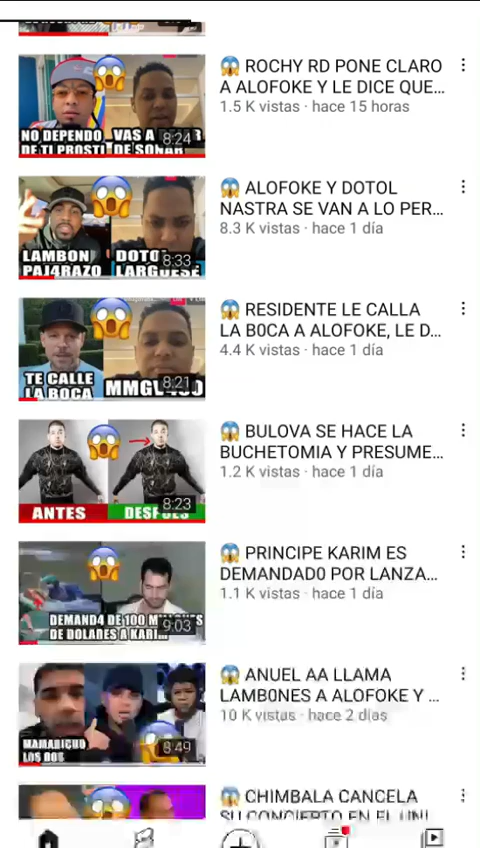 ROCHY RD PONE CLARO
A ALOFOKE Y LE DICE QUE...
1.5 K vistas · hace 15 horas
NO DEPENDO
DE TI PROSTI
VAS A
DE SONAR
8:24
ALOFOKE Y DOTOL
NASTRA SE VAN A LO PER...
8.3 K vistas · hace 1 día
LAMBON
PAJ4RAZO
LARGUESE
8:33
RESIDENTE LE CALLA
LA B0CA A ALOFOKE, LE D...
4.4 K vistas · hace 1 día
TE CALLE
LA BOCA
8:21
BULOVA SE HACE LA
BUCHETOMIA Y PRESUME...
1.2 K vistas · hace 1 día
ANTES
8:23
PRINCIPE KARIM ES
DEMANDAD0 POR LANZA...
1.1 K vistas · hace 1 día
DEMAND4 DE 100
DE DOLARES A
9:03
ANUEL AA LLAMA
LAMB0NES A ALOFOKE Y ...
10 K vistas · hace 2 días
MAMABICHO
LOS DOS
8:49
CHIMBALA CANCELA
SU CONCIERTO EN EL